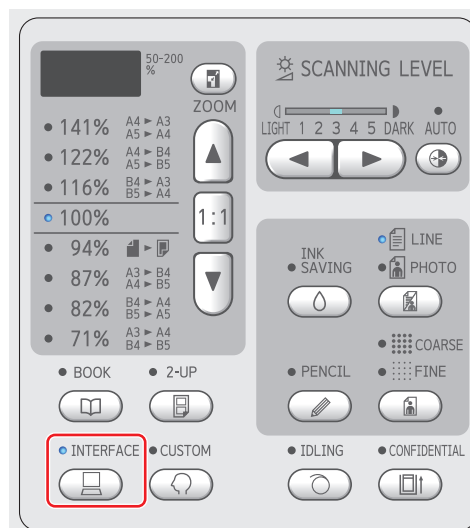 50-200
%
ZOOM
141% A4 ► A3
A5 ► A4
122% A4 ► B4
A5 ► B5
116% B4 ► A3
B5 ► A4
100%
1:1
94%
87% A3 ► B4
A4 ► B5
82% B4 ► A4
B5 ► A5
71% A3 ► A4
B4 ► B5
BOOK
2-UP
INTERFACE
CUSTOM
SCANNING LEVEL
LIGHT 1 2 3 4 5 DARK AUTO
INK
SAVING
LINE
PHOTO
COARSE
PENCIL
FINE
IDLING
CONFIDENTIAL